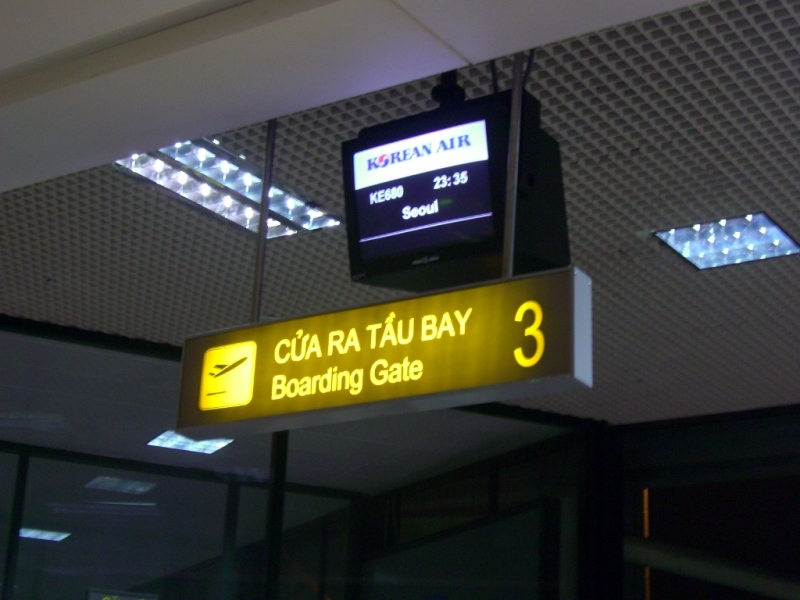 KOREAN AIR
KE680 23:35
Seoul
CỬA RA TẦU BAY 3
Boarding Gate